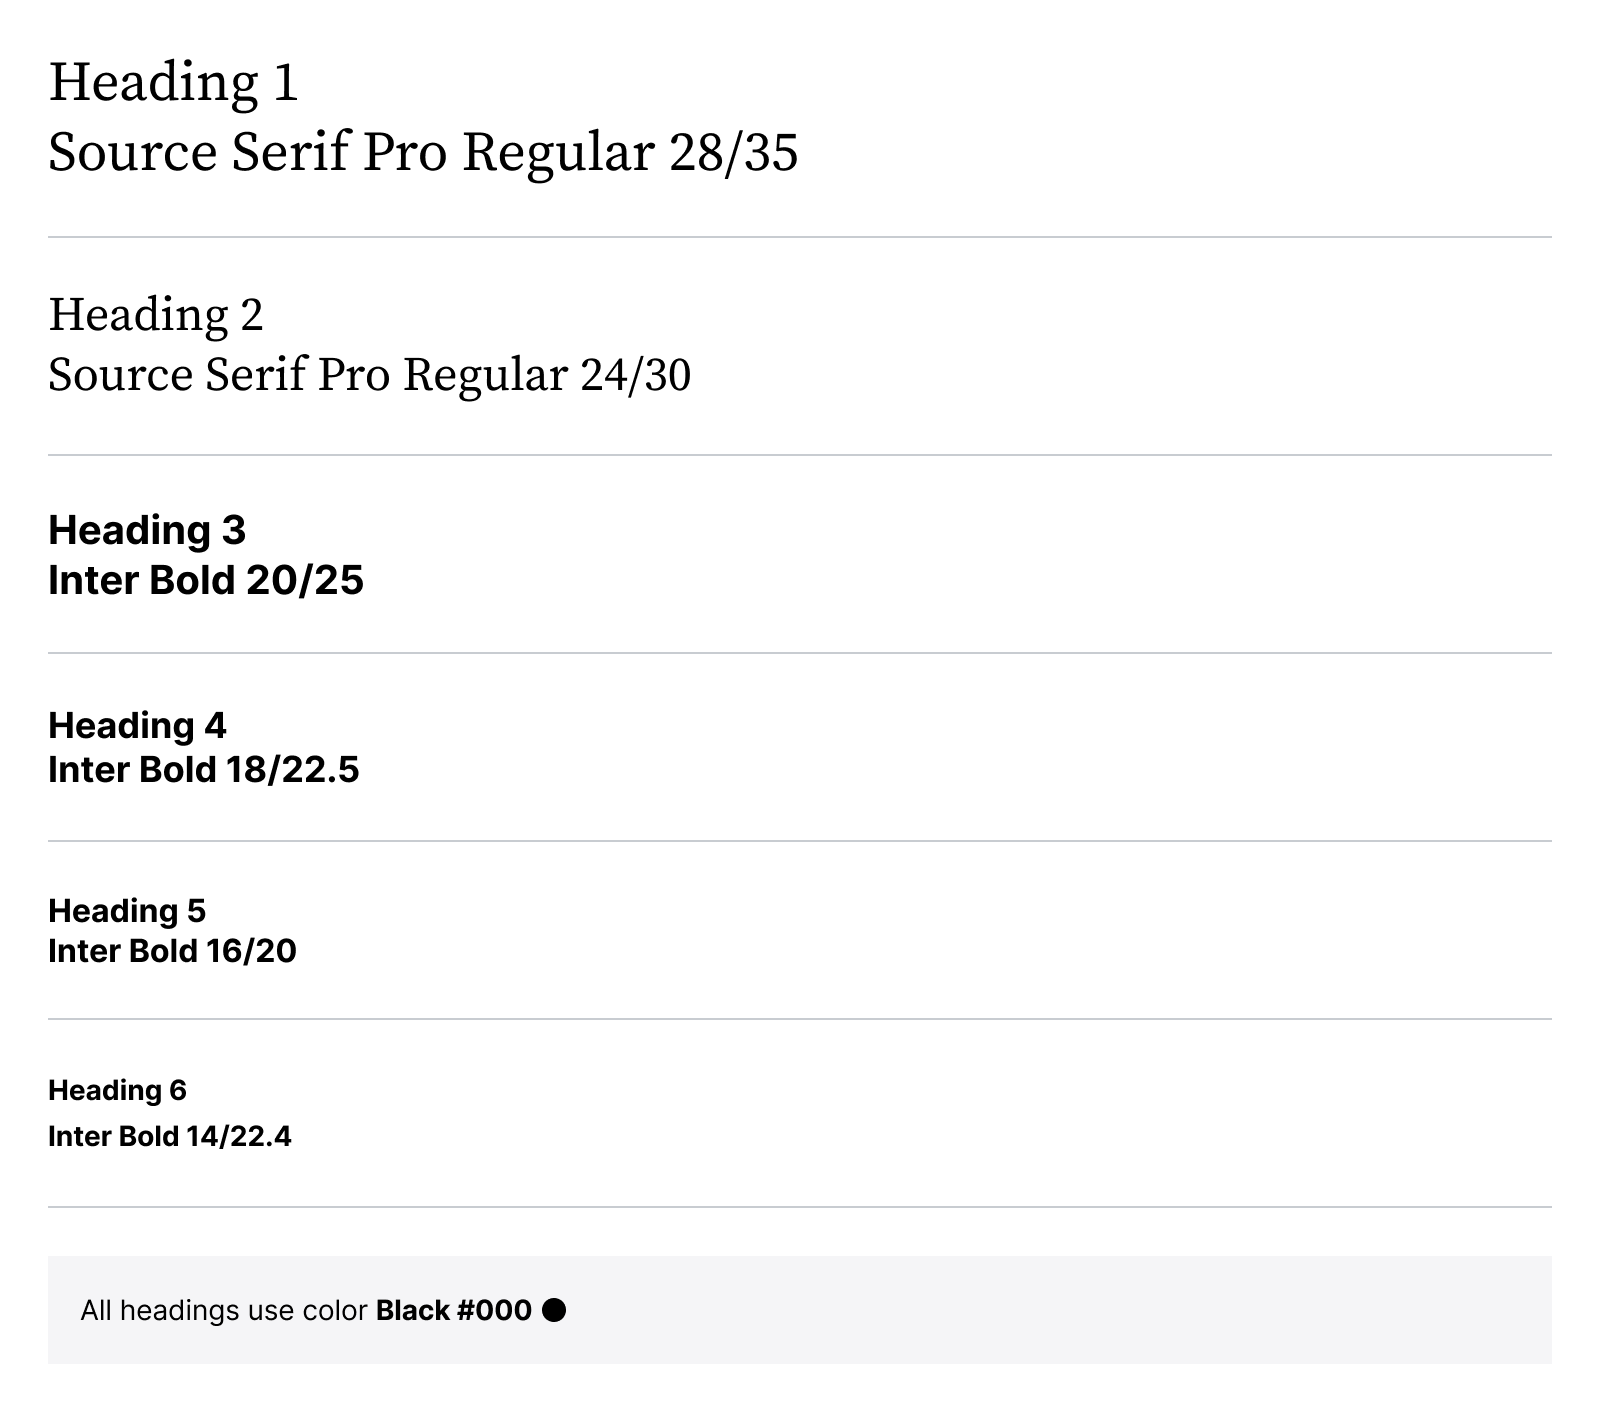 Heading 1
Source Serif Pro Regular 28/35
Heading 2
Source Serif Pro Regular 24/30
Heading 3
Inter Bold 20/25
Heading 4
Inter Bold 18/22.5
Heading 5
Inter Bold 16/20
Heading 6
Inter Bold 14/22.4
All headings use color Black #000